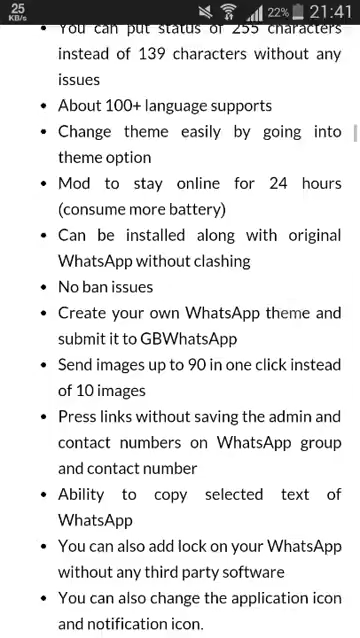 25
KB/s
22%
21:41
You can put status of 255 characters
instead of 139 characters without any
issues
• About 100+ language supports
• Change theme easily by going into
theme option
• Mod to stay online for 24 hours
(consume more battery)
• Can be installed along with original
WhatsApp without clashing
• No ban issues
• Create your own WhatsApp theme and
submit it to GBWhatsApp
• Send images up to 90 in one click instead
of 10 images
• Press links without saving the admin and
contact numbers on WhatsApp group
and contact number
• Ability to copy selected text of
WhatsApp
• You can also add lock on your WhatsApp
without any third party software
• You can also change the application icon
and notification icon.